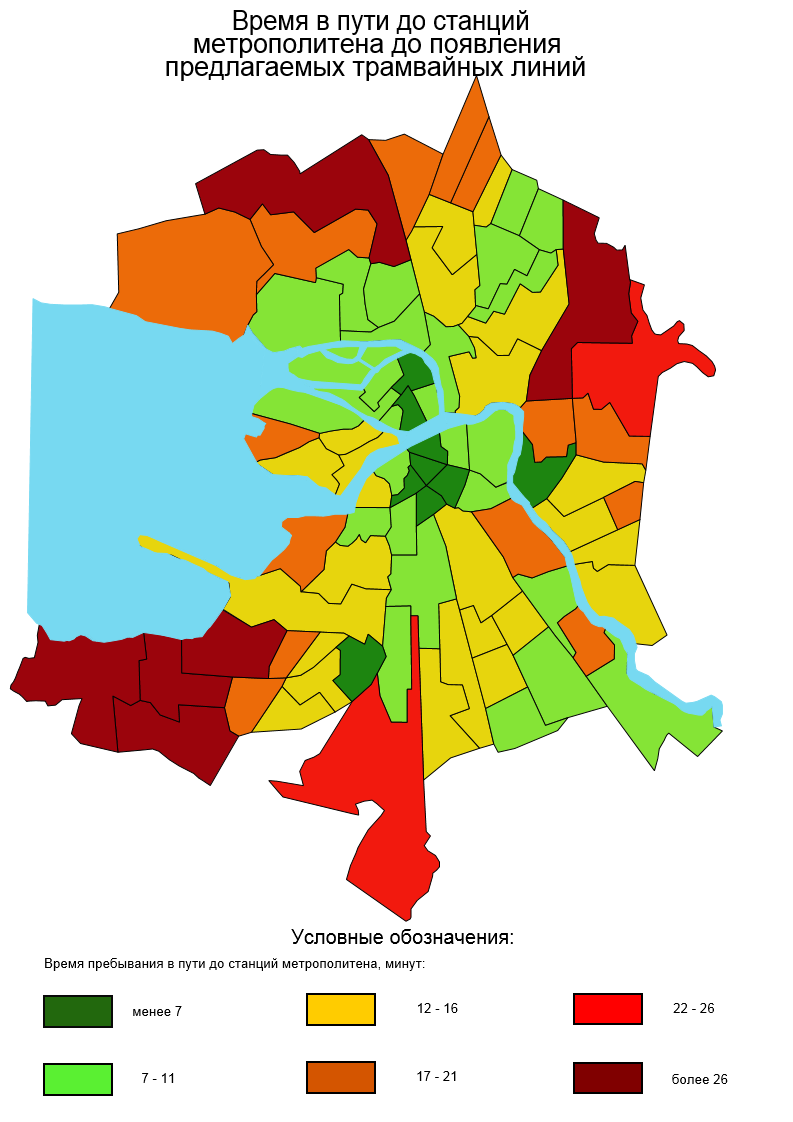 Время в пути до станций
метрополитена до появления
предлагаемых трамвайных линий
Условные обозначения:
Время пребывания в пути до станций метрополитена, минут:
менее 7
12 - 16
22 - 26
7 - 11
17 - 21
более 26